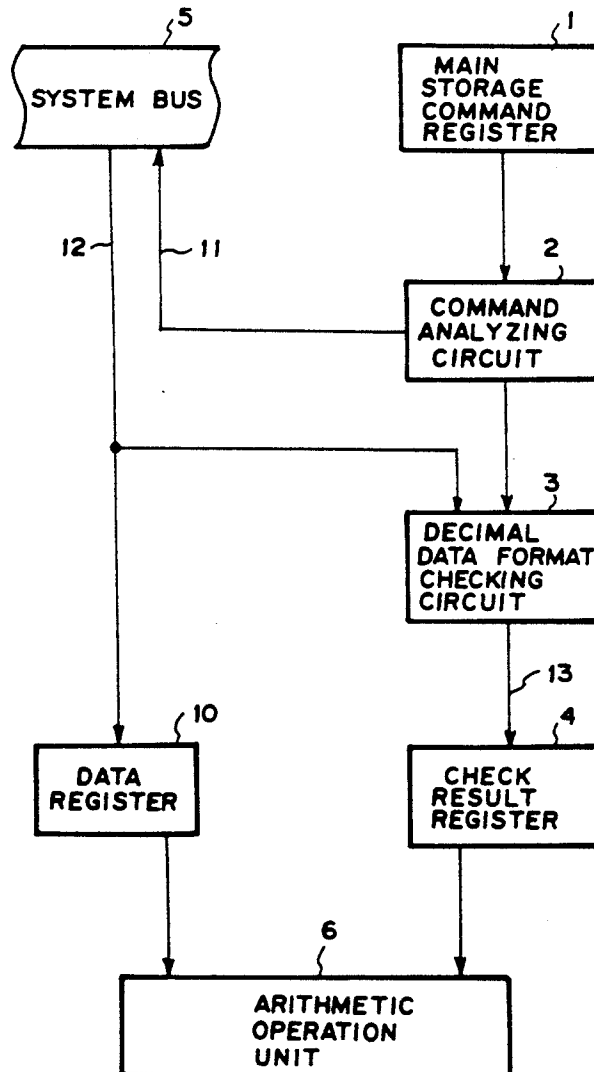 5
SYSTEM BUS
1
MAIN
STORAGE
COMMAND
REGISTER
12
11
2
COMMAND
ANALYZING
CIRCUIT
3
DECIMAL
DATA FORMAT
CHECKING
CIRCUIT
13
10
DATA
REGISTER
4
CHECK
RESULT
REGISTER
6
ARITHMETIC
OPERATION
UNIT